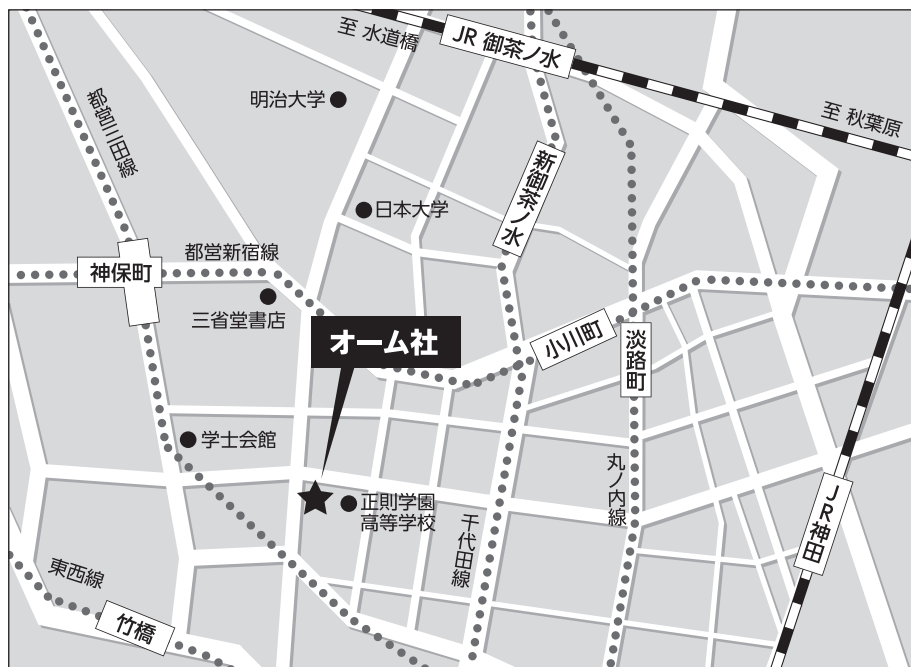 至 水道橋
JR 御茶ノ水
至 秋葉原
明治大学
都営三田線
新御茶ノ水
日本大学
都営新宿線
神保町
三省堂書店
オーム社
小川町
淡路町
学士会館
丸ノ内線
正則学園
高等学校
千代田線
JR神田
東西線
竹橋